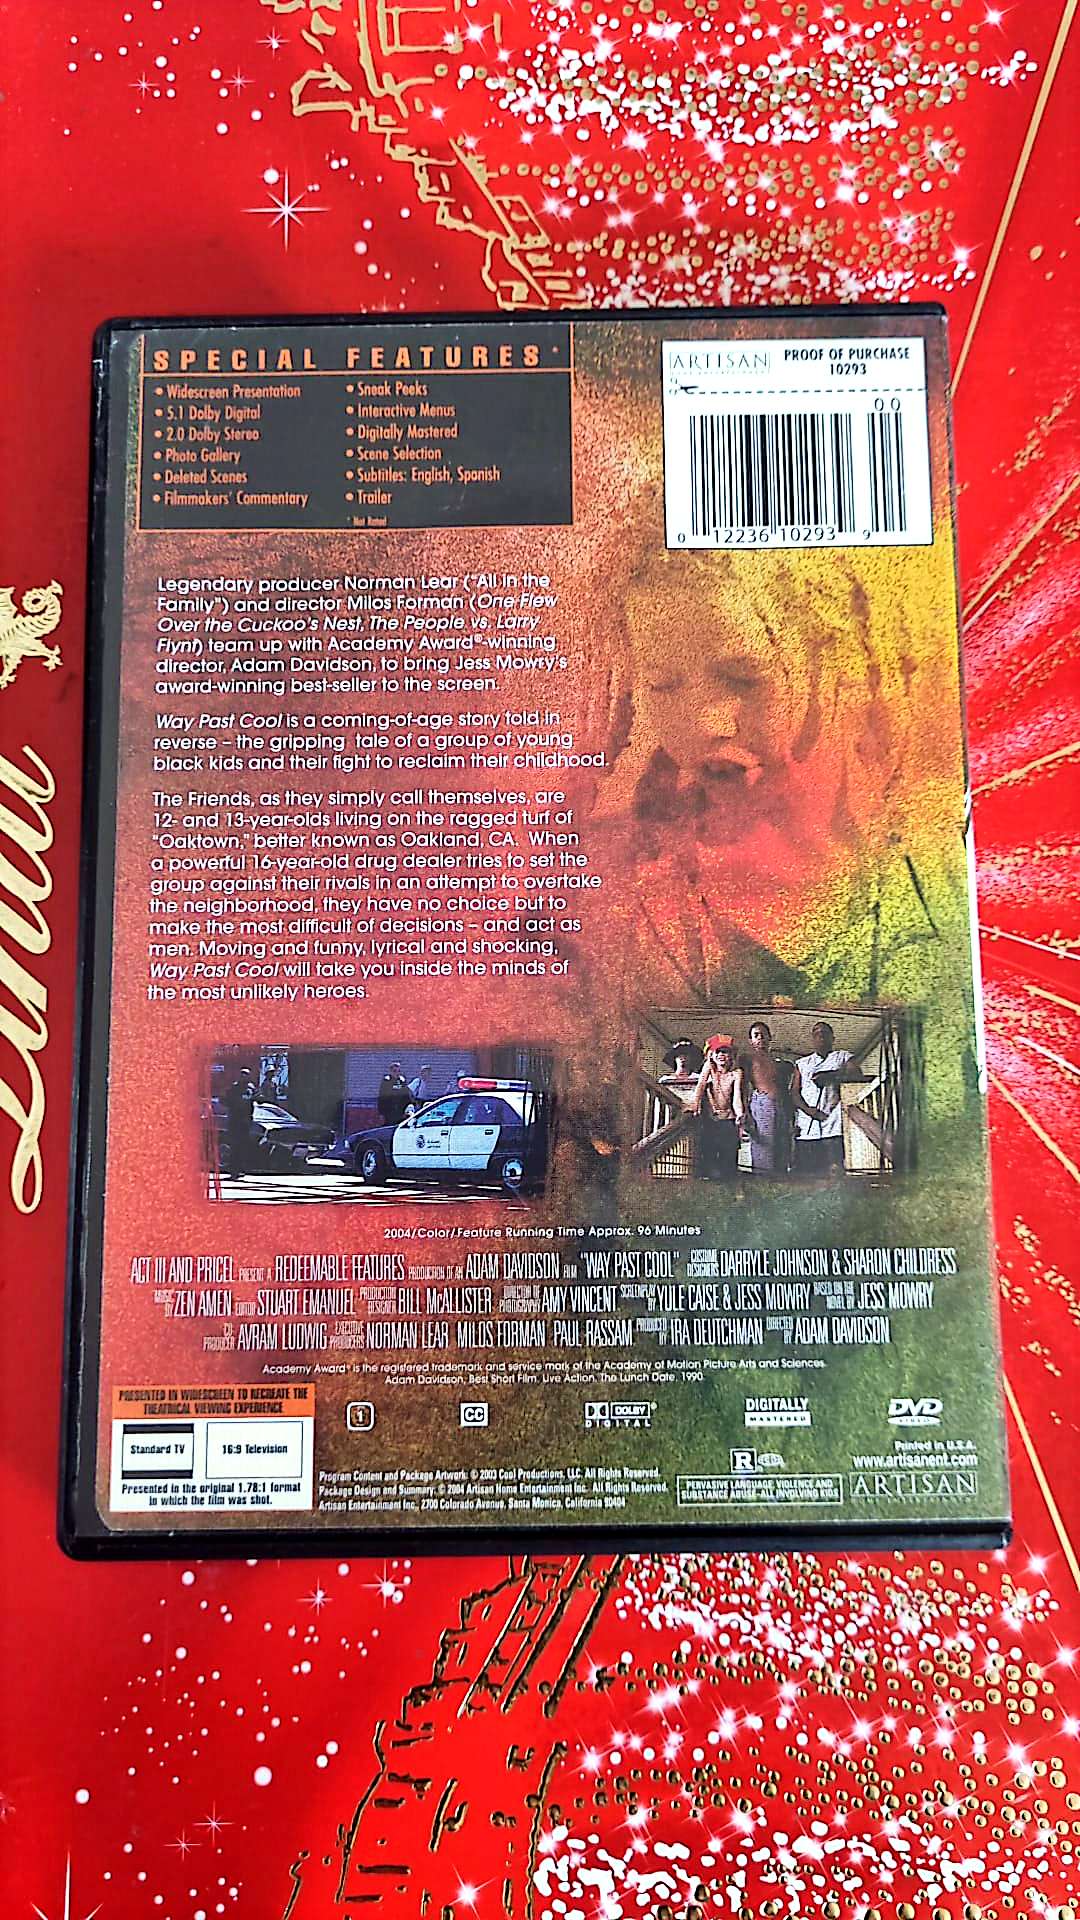 SPECIAL FEATURES*
• Widescreen Presentation
• 5.1 Dolby Digital
• 2.0 Dolby Stereo
• Photo Gallery
• Deleted Scenes
• Filmmakers' Commentary
• Sneak Peeks
• Interactive Menus
• Digitally Mastered
• Scene Selection
• Subtitles: English, Spanish
• Trailer
* Not Rated
ARTISAN
PROOF OF PURCHASE
10293
00
0 12236 10293 9
Legendary producer Norman Lear ("All in the
Family") and director Milos Forman (One Flew
Over the Cuckoo's Nest, The People vs. Larry
Flynt) team up with Academy Award®-winning
director, Adam Davidson, to bring Jess Mowry's
award-winning best-seller to the screen.
Way Past Cool is a coming-of-age story told in
reverse – the gripping tale of a group of young
black kids and their fight to reclaim their childhood.
The Friends, as they simply call themselves, are
12- and 13-year-olds living on the ragged turf of
"Oaktown," better known as Oakland, CA. When
a powerful 16-year-old drug dealer tries to set the
group against their rivals in an attempt to overtake
the neighborhood, they have no choice but to
make the most difficult of decisions – and act as
men. Moving and funny, lyrical and shocking,
Way Past Cool will take you inside the minds of
the most unlikely heroes.
Lindt
2004/Color/Feature Running Time Approx. 96 Minutes
ACT III AND PRICEL PRESENT A REDEEMABLE FEATURES PRODUCTION OF AN ADAM DAVIDSON FILM "WAY PAST COOL" COSTUME DESIGNERS DARRYLE JOHNSON & SHARON CHILDRESS
MUSIC BY ZEN AMEN EDITOR STUART EMANUEL PRODUCTION DESIGNER BILL McALLISTER DIRECTOR OF PHOTOGRAPHY AMY VINCENT SCREENPLAY BY YULE CAISE & JESS MOWRY BASED ON THE NOVEL BY JESS MOWRY
CO-PRODUCER AVRAM LUDWIG EXECUTIVE PRODUCERS NORMAN LEAR MILOS FORMAN PAUL RASSAM PRODUCED BY IRA DEUTCHMAN DIRECTED BY ADAM DAVIDSON
Academy Award® is the registered trademark and service mark of the Academy of Motion Picture Arts and Sciences.
Adam Davidson, Best Short Film, Live Action, The Lunch Date, 1990.
PRESENTED IN WIDESCREEN TO RECREATE THE
THEATRICAL VIEWING EXPERIENCE
Standard TV
16:9 Television
Presented in the original 1.78:1 format
in which the film was shot.
1
CC
DOLBY
DIGITAL
DIGITALLY
MASTERED
DVD
VIDEO
Program Content and Package Artwork: © 2003 Cool Productions, LLC. All Rights Reserved.
Package Design and Summary: © 2004 Artisan Home Entertainment Inc. All Rights Reserved.
Artisan Entertainment Inc., 2700 Colorado Avenue, Santa Monica, California 90404
R
PERVASIVE LANGUAGE, VIOLENCE AND
SUBSTANCE ABUSE-ALL INVOLVING KIDS
Printed in U.S.A.
www.artisanent.com
ARTISAN
HOME ENTERTAINMENT